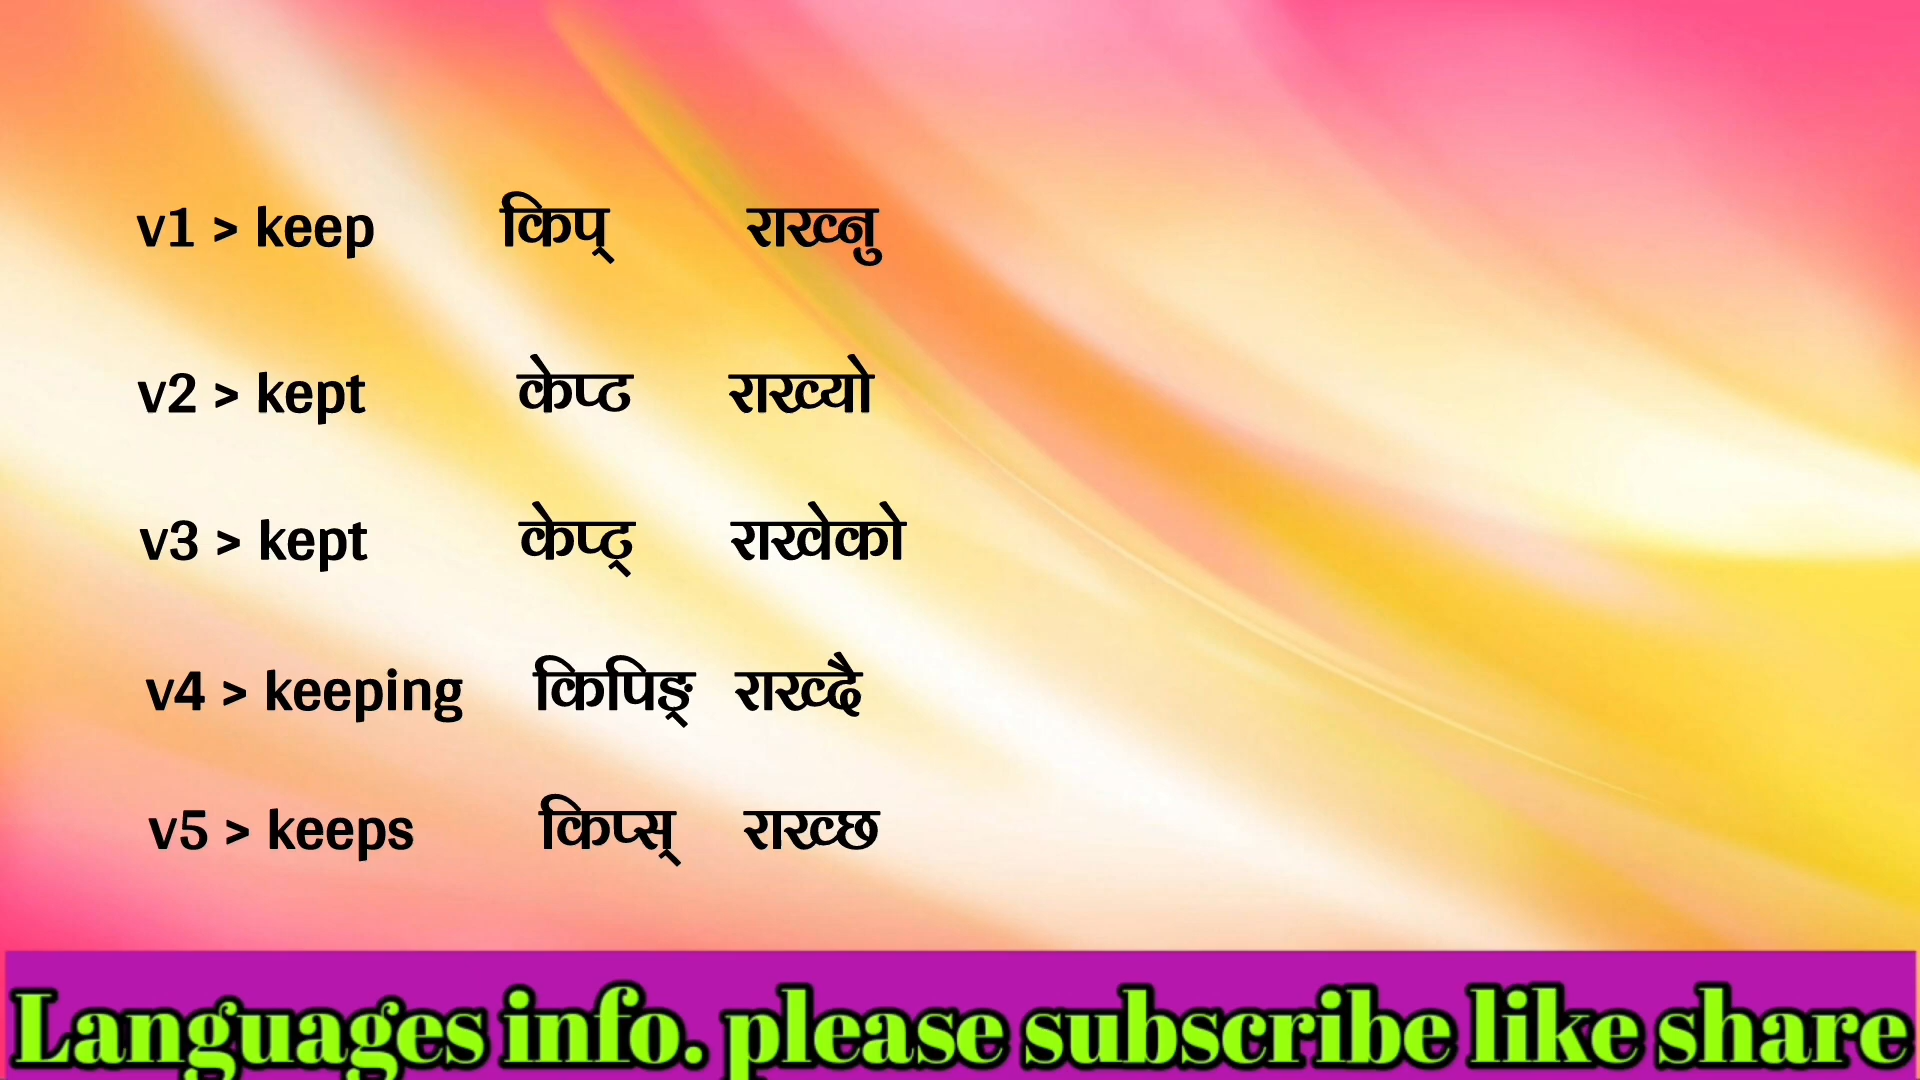 v1 > keep किप् राख्नु
v2 > kept केप्ट राख्यो
v3 > kept केप्ट् राखेको
v4 > keeping किपिङ् राख्दै
v5 > keeps किप्स् राख्छ
Languages info. please subscribe like share